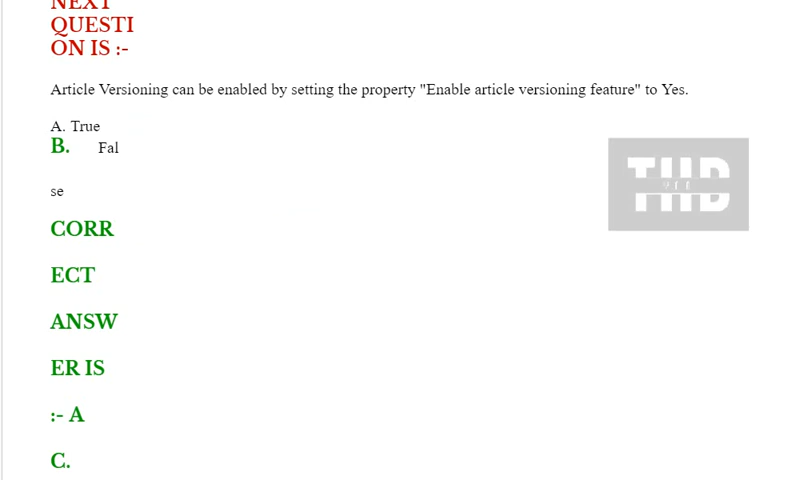 NEXT
QUESTI
ON IS :-
Article Versioning can be enabled by setting the property "Enable article versioning feature" to Yes.
A. True
B. Fal
se
CORR
ECT
ANSW
ER IS
:- A
C.
THD